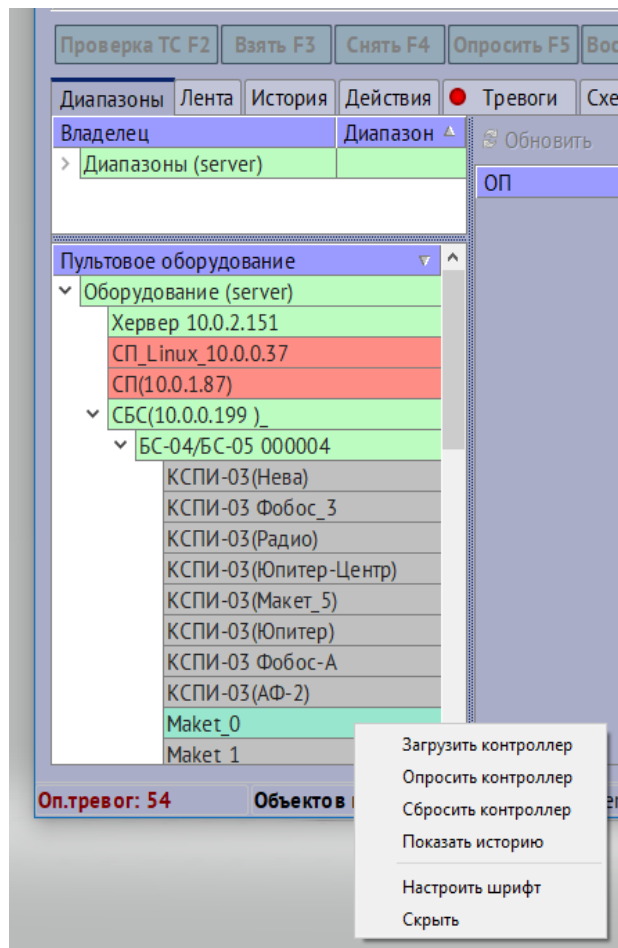 Проверка ТС F2 Взять F3 Снять F4 Опросить F5
Диапазоны Лента История Действия Тревоги
Владелец Диапазон Обновить
Диапазоны (server)
ОП
Пультовое оборудование
Оборудование (server)
Хервер 10.0.2.151
СП_Linux_10.0.0.37
СП(10.0.1.87)
СБС(10.0.0.199 )_
БС-04/БС-05 000004
КСПИ-03(Нева)
КСПИ-03 Фобос_3
КСПИ-03(Радио)
КСПИ-03(Юпитер-Центр)
КСПИ-03(Макет_5)
КСПИ-03(Юпитер)
КСПИ-03 Фобос-А
КСПИ-03(АФ-2)
Maket_0
Maket_1
Загрузить контроллер
Опросить контроллер
Оп.тревог: 54 Объектов
Сбросить контроллер
Показать историю
Настроить шрифт
Скрыть